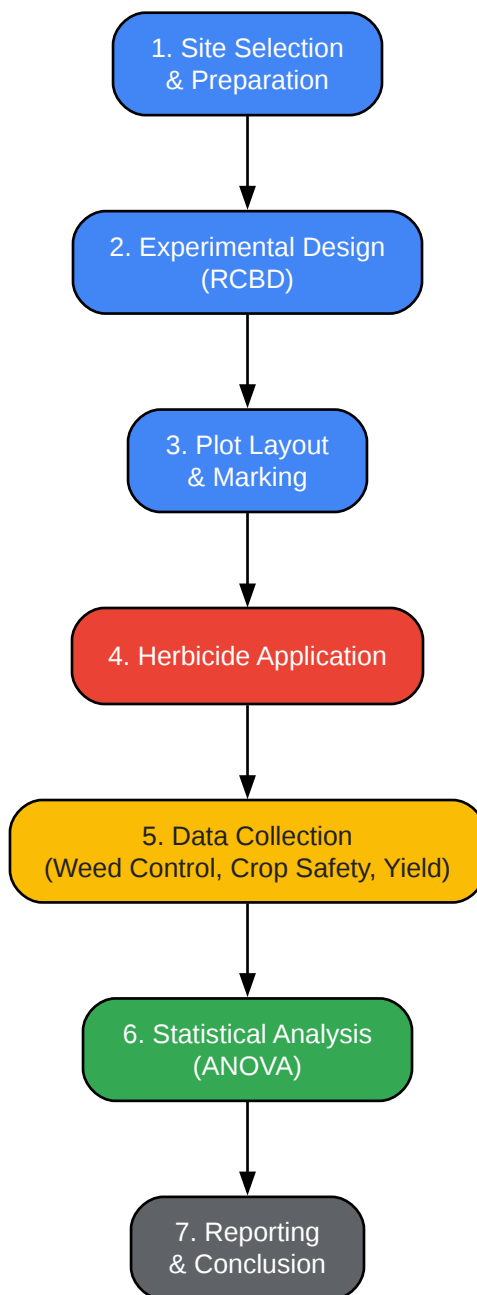 1. Site Selection
& Preparation
2. Experimental Design
(RCBD)
3. Plot Layout
& Marking
4. Herbicide Application
5. Data Collection
(Weed Control, Crop Safety, Yield)
6. Statistical Analysis
(ANOVA)
7. Reporting
& Conclusion